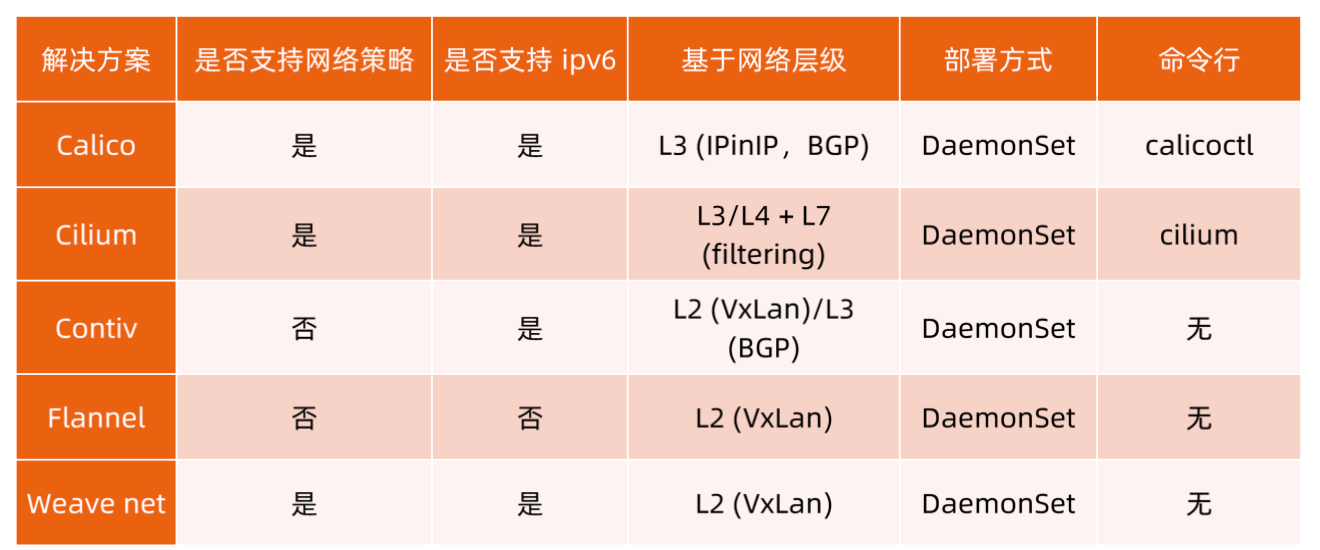 解决方案 是否支持网络策略 是否支持 ipv6 基于网络层级 部署方式 命令行
Calico 是 是 L3 (IPinIP，BGP) DaemonSet calicoctl
Cilium 是 是 L3/L4 + L7
(filtering) DaemonSet cilium
Contiv 否 是 L2 (VxLan)/L3
(BGP) DaemonSet 无
Flannel 否 否 L2 (VxLan) DaemonSet 无
Weave net 是 是 L2 (VxLan) DaemonSet 无